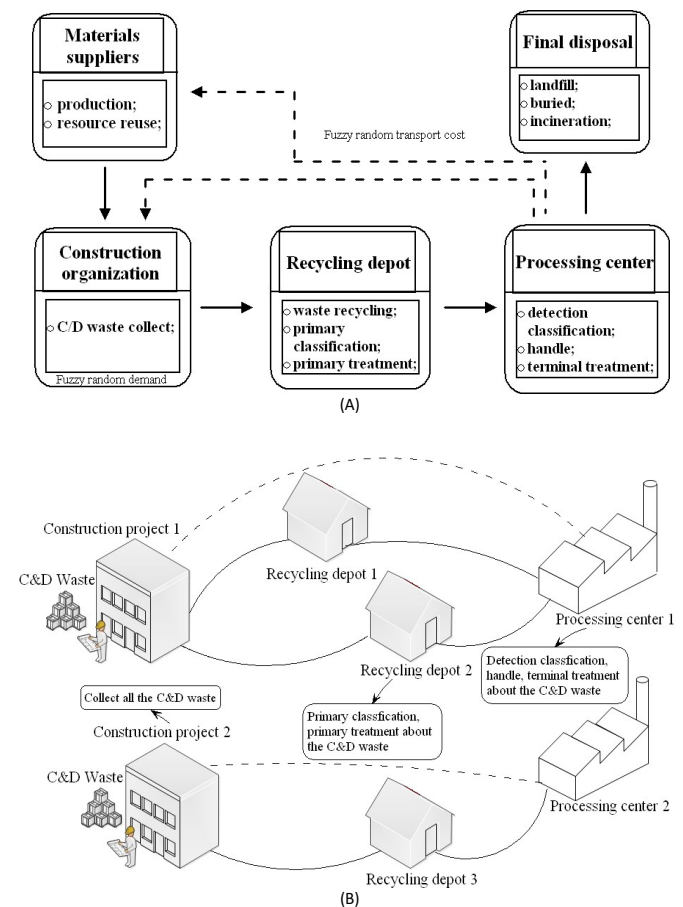 Materials
suppliers
○ production;
○ resource reuse;
Final disposal
○ landfill;
○ buried;
○ incineration;
Fuzzy random transport cost
Construction
organization
○ C/D waste collect;
Fuzzy random demand
Recycling depot
○ waste recycling;
○ primary
classification;
○ primary treatment;
Processing center
○ detection
classification;
○ handle;
○ terminal treatment;
(A)
Construction project 1
C&D Waste
Recycling depot 1
Processing center 1
Recycling depot 2
Detection classfication,
handle, terminal treatment
about the C&D waste
Collect all the C&D waste
Primary classfication,
primary treatment about
the C&D waste
Construction project 2
C&D Waste
Processing center 2
Recycling depot 3
(B)